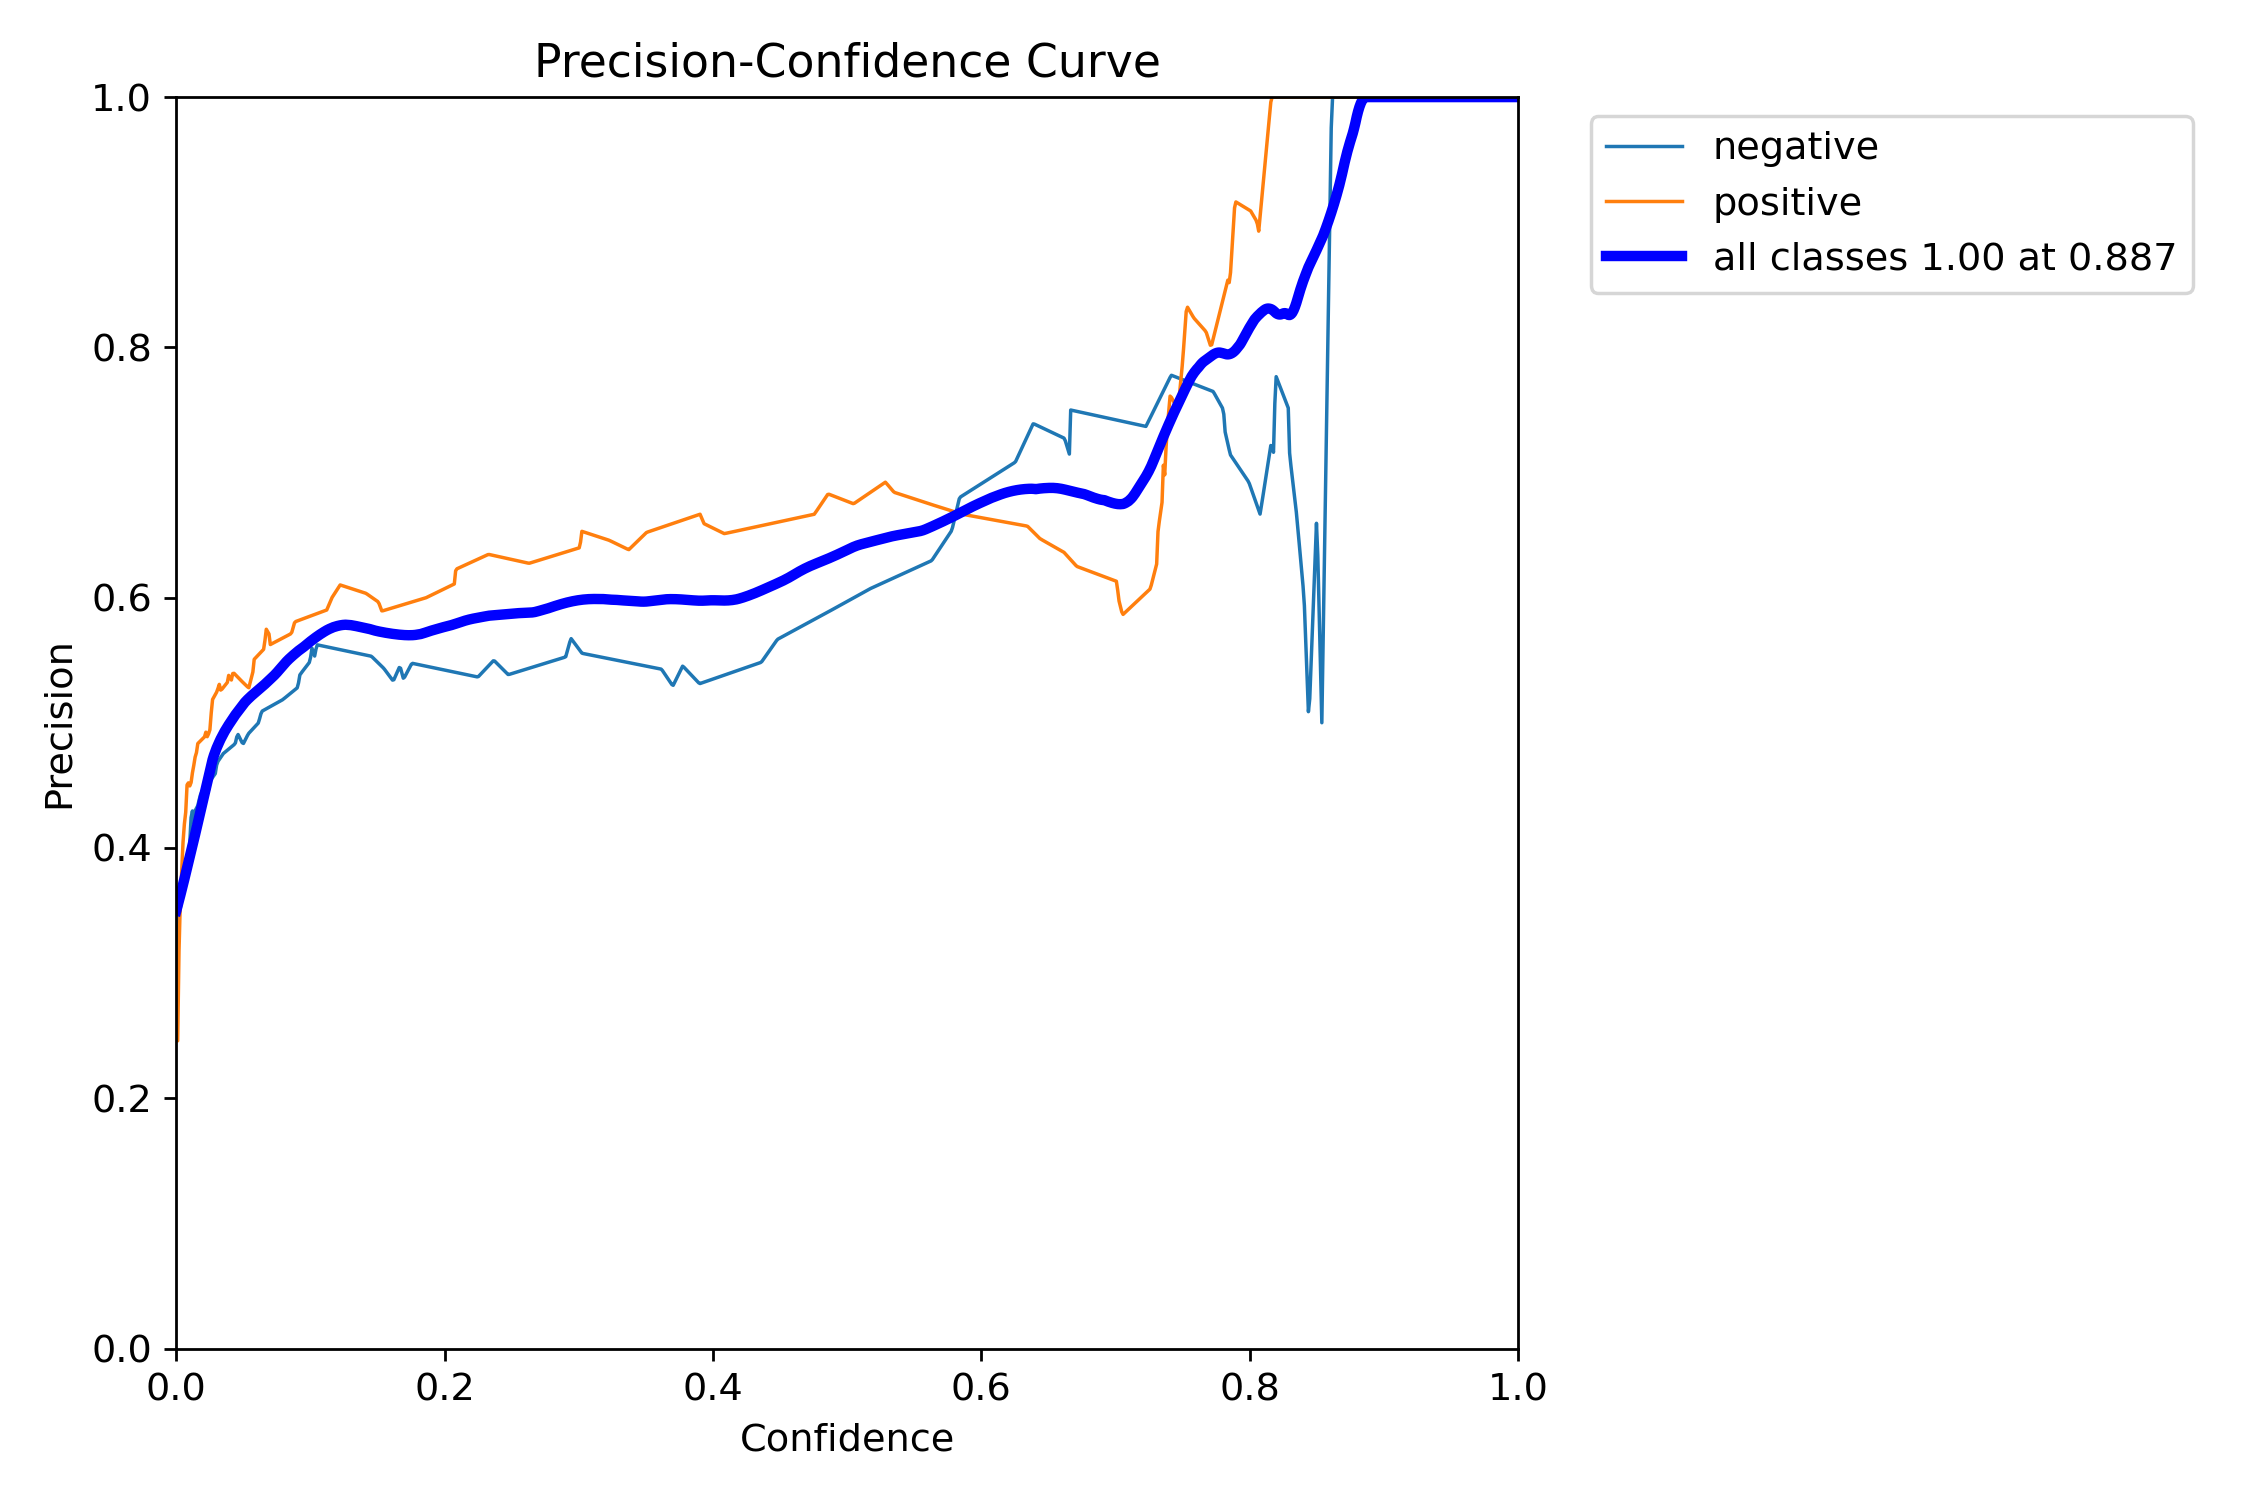 Precision-Confidence Curve
1.0
0.8
0.6
0.4
0.2
0.0
Precision
0.0 0.2 0.4 0.6 0.8 1.0
Confidence
negative
positive
all classes 1.00 at 0.887